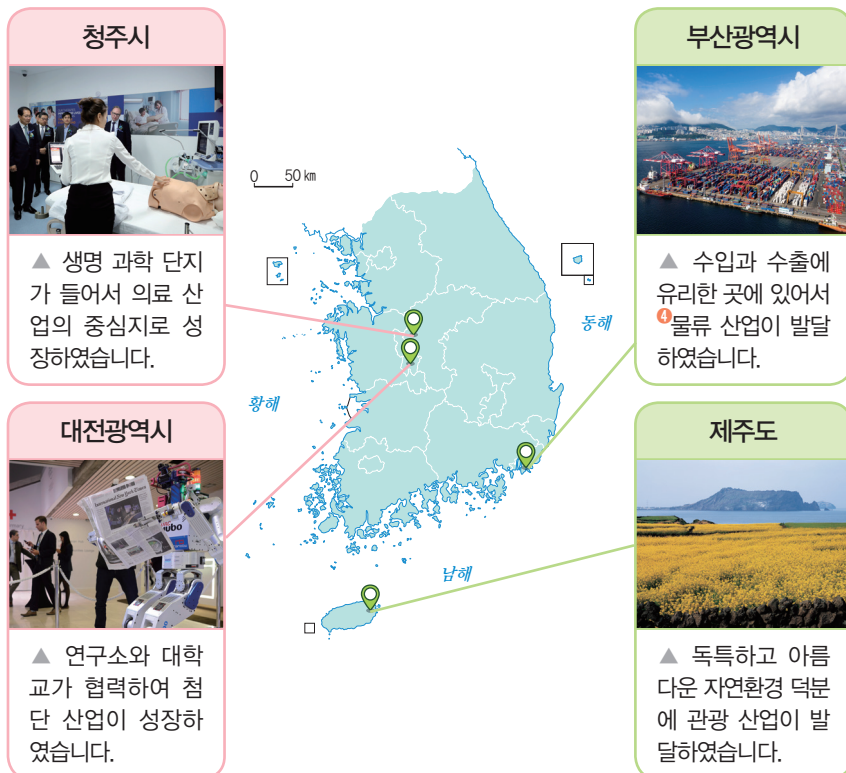 청주시
▲ 생명 과학 단지
가 들어서 의료 산
업의 중심지로 성
장하였습니다.
부산광역시
▲ 수입과 수출에
유리한 곳에 있어서
❹물류 산업이 발달
하였습니다.
0 50 km
동해
황해
남해
대전광역시
International New York Times
▲ 연구소와 대학
교가 협력하여 첨
단 산업이 성장하
였습니다.
제주도
▲ 독특하고 아름
다운 자연환경 덕분
에 관광 산업이 발
달하였습니다.